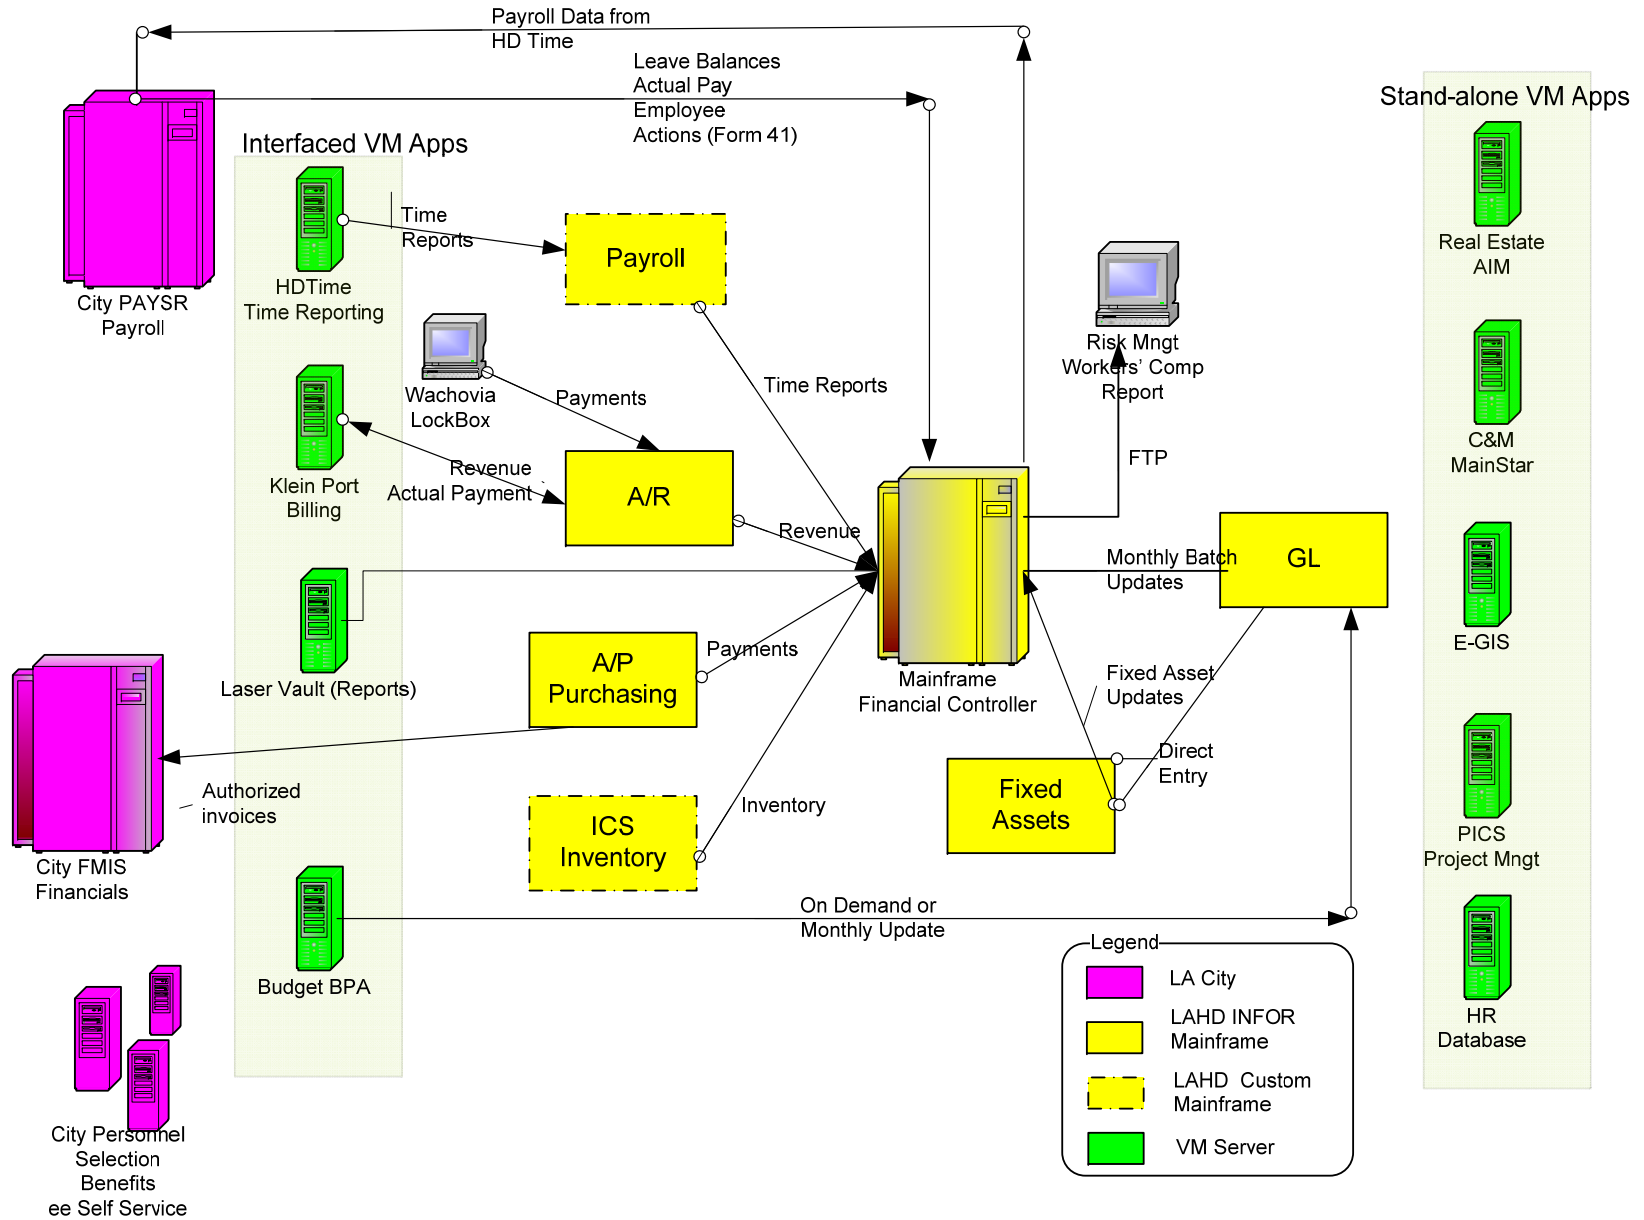 Payroll Data from
HD Time
Leave Balances
Actual Pay
Employee
Actions (Form 41)
Stand-alone VM Apps
Interfaced VM Apps
City PAYSR
Payroll
HDTime
Time Reporting
Time
Reports
Payroll
Wachovia
LockBox
Payments
Time Reports
Risk Mngt
Workers' Comp
Report
FTP
Real Estate
AIM
C&M
MainStar
Klein Port
Billing
Revenue
Actual Payment
A/R
Revenue
Monthly Batch
Updates
GL
E-GIS
Laser Vault (Reports)
A/P
Purchasing
Payments
Mainframe
Financial Controller
Fixed Asset
Updates
Direct
Entry
Fixed
Assets
City FMIS
Financials
Authorized
invoices
ICS
Inventory
Inventory
PICS
Project Mngt
Budget BPA
On Demand or
Monthly Update
HR
Database
City Personnel
Selection
Benefits
ee Self Service
Legend
LA City
LAHD INFOR
Mainframe
LAHD Custom
Mainframe
VM Server